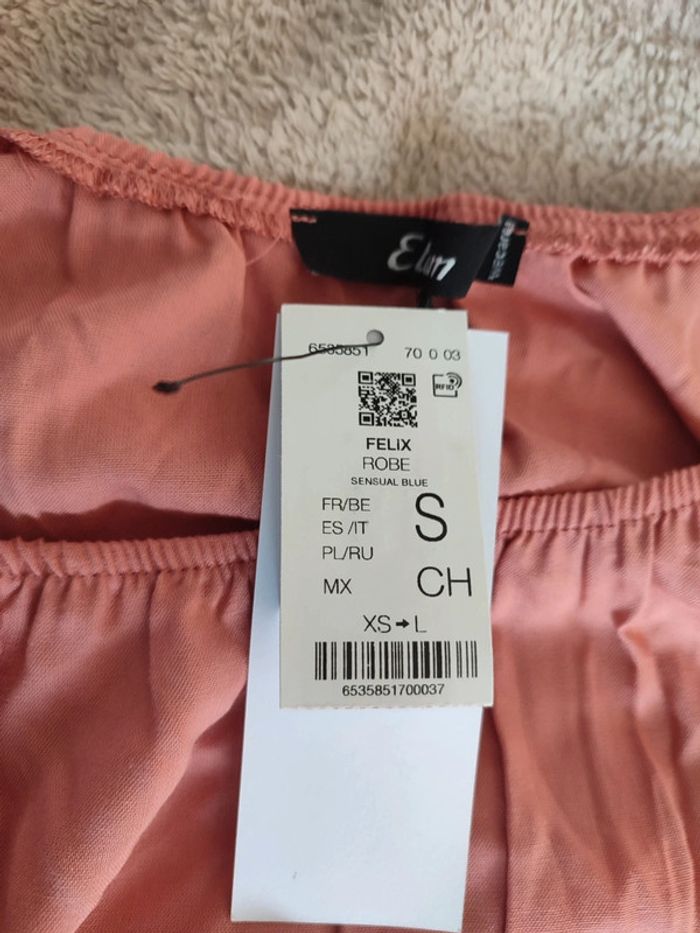 Etam
6535851 70 0 03
RFID
FELIX
ROBE
SENSUAL BLUE
FR/BE
ES /IT
PL/RU
S
MX CH
XS➞L
6535851700037